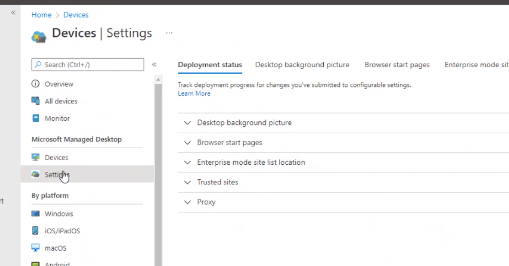 Home > Devices
Devices | Settings ...
Search (Ctrl+/)
Overview
All devices
Monitor
Microsoft Managed Desktop
Devices
Settings
By platform
Windows
iOS/iPadOS
macOS
Android
Deployment status
Desktop background picture
Browser start pages
Enterprise mode sit
Track deployment progress for changes you've submitted to configurable settings.
Learn More
Desktop background picture
Browser start pages
Enterprise mode site list location
Trusted sites
Proxy